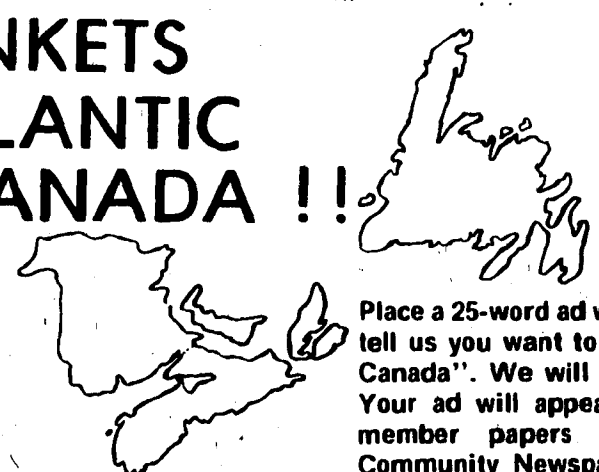 NKETS
LANTIC
ANADA !!
Place a 25-word ad
tell us you want to
Canada". We will
Your ad will appea
member papers
Community Newspa